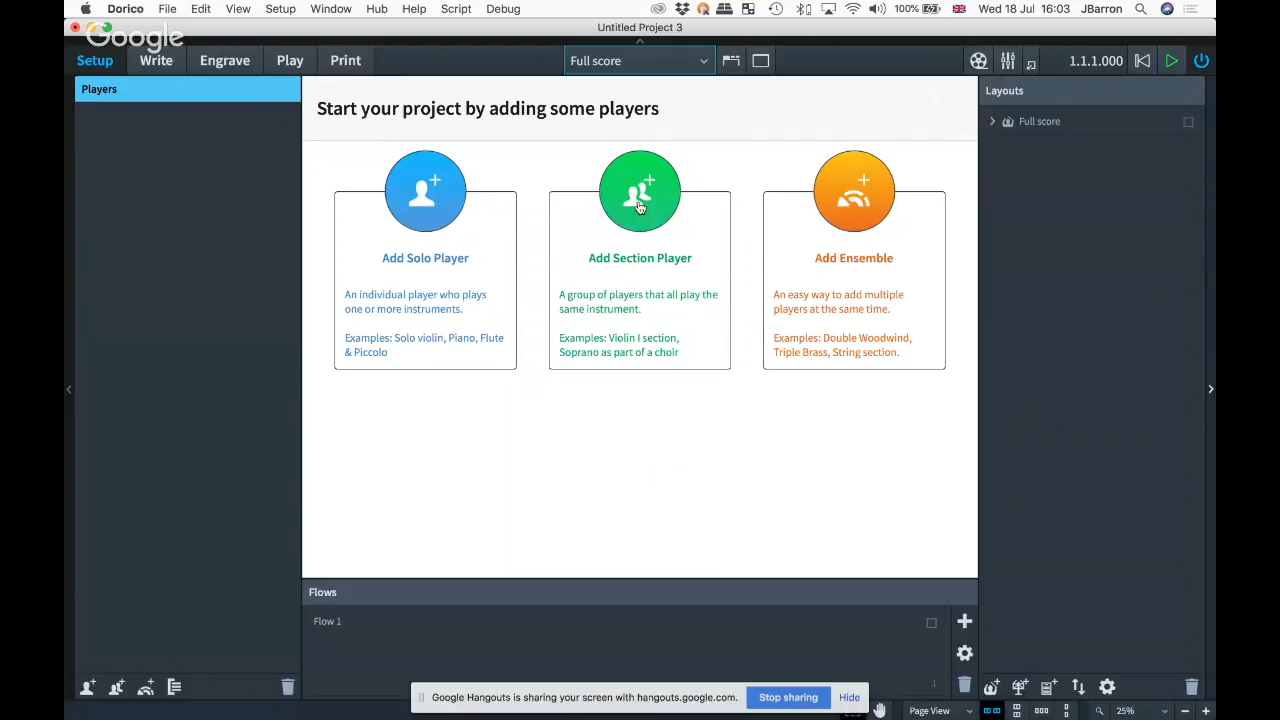 Dorico File Edit View Setup Window Hub Help Script Debug 100% Wed 18 Jul 16:03 JBarron
Untitled Project 3
Google
Setup Write Engrave Play Print Full score 1.1.1.000
Players
Start your project by adding some players
Layouts
Full score
Add Solo Player
An individual player who plays
one or more instruments.
Examples: Solo violin, Piano, Flute
& Piccolo
Add Section Player
A group of players that all play the
same instrument.
Examples: Violin I section,
Soprano as part of a choir
Add Ensemble
An easy way to add multiple
players at the same time.
Examples: Double Woodwind,
Triple Brass, String section.
Flows
Flow 1
Google Hangouts is sharing your screen with hangouts.google.com. Stop sharing Hide
Page View 25%